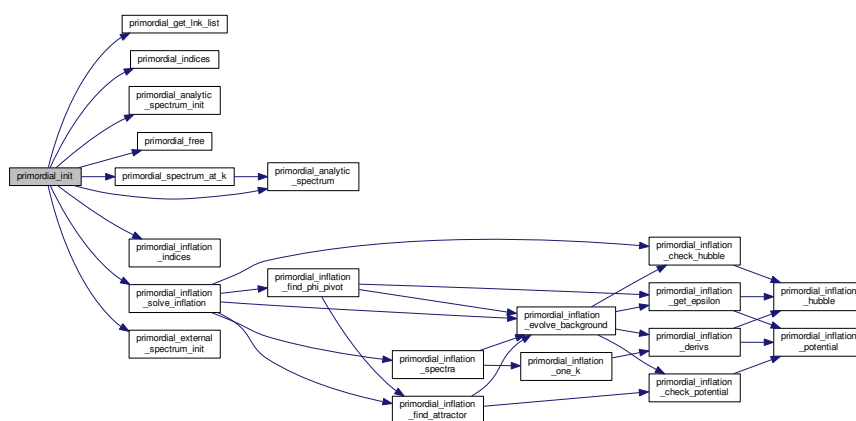 primordial_get_lnk_list
primordial_indices
primordial_analytic
_spectrum_init
primordial_free
primordial_init
primordial_spectrum_at_k
primordial_analytic
_spectrum
primordial_inflation
_indices
primordial_inflation
_solve_inflation
primordial_external
_spectrum_init
primordial_inflation
_find_phi_pivot
primordial_inflation
_spectra
primordial_inflation
_find_attractor
primordial_inflation
_evolve_background
primordial_inflation
_one_k
primordial_inflation
_check_hubble
primordial_inflation
_get_epsilon
primordial_inflation
_derivs
primordial_inflation
_check_potential
primordial_inflation
_hubble
primordial_inflation
_potential